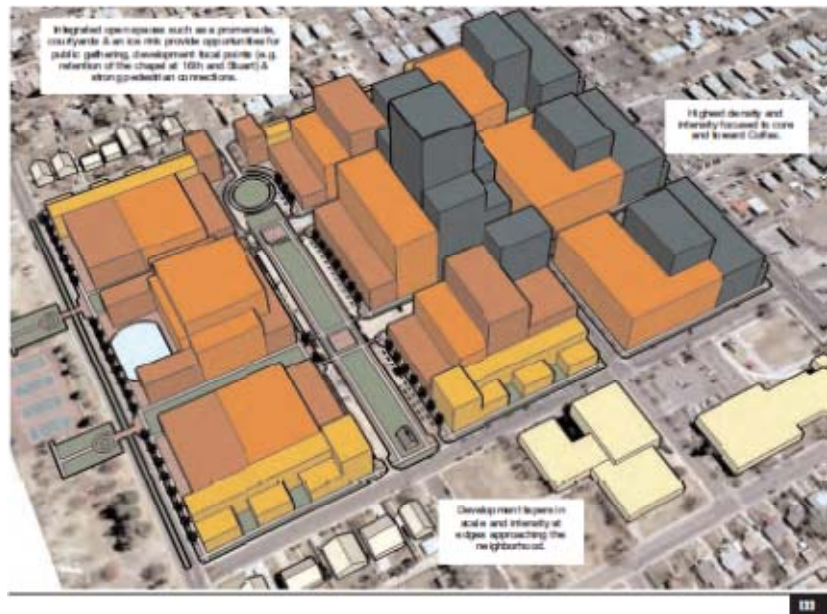 Integrated open spaces such as a promenade,
courtyards & an ice rink provide opportunities for
public gathering, development focal points (e.g.
retention of the chapel at 16th and Stuart) &
strong pedestrian connections.
Highest density and
intensity focused to core
and toward Colfax.
Development tapers in
scale and intensity at
edges approaching the
neighborhood.